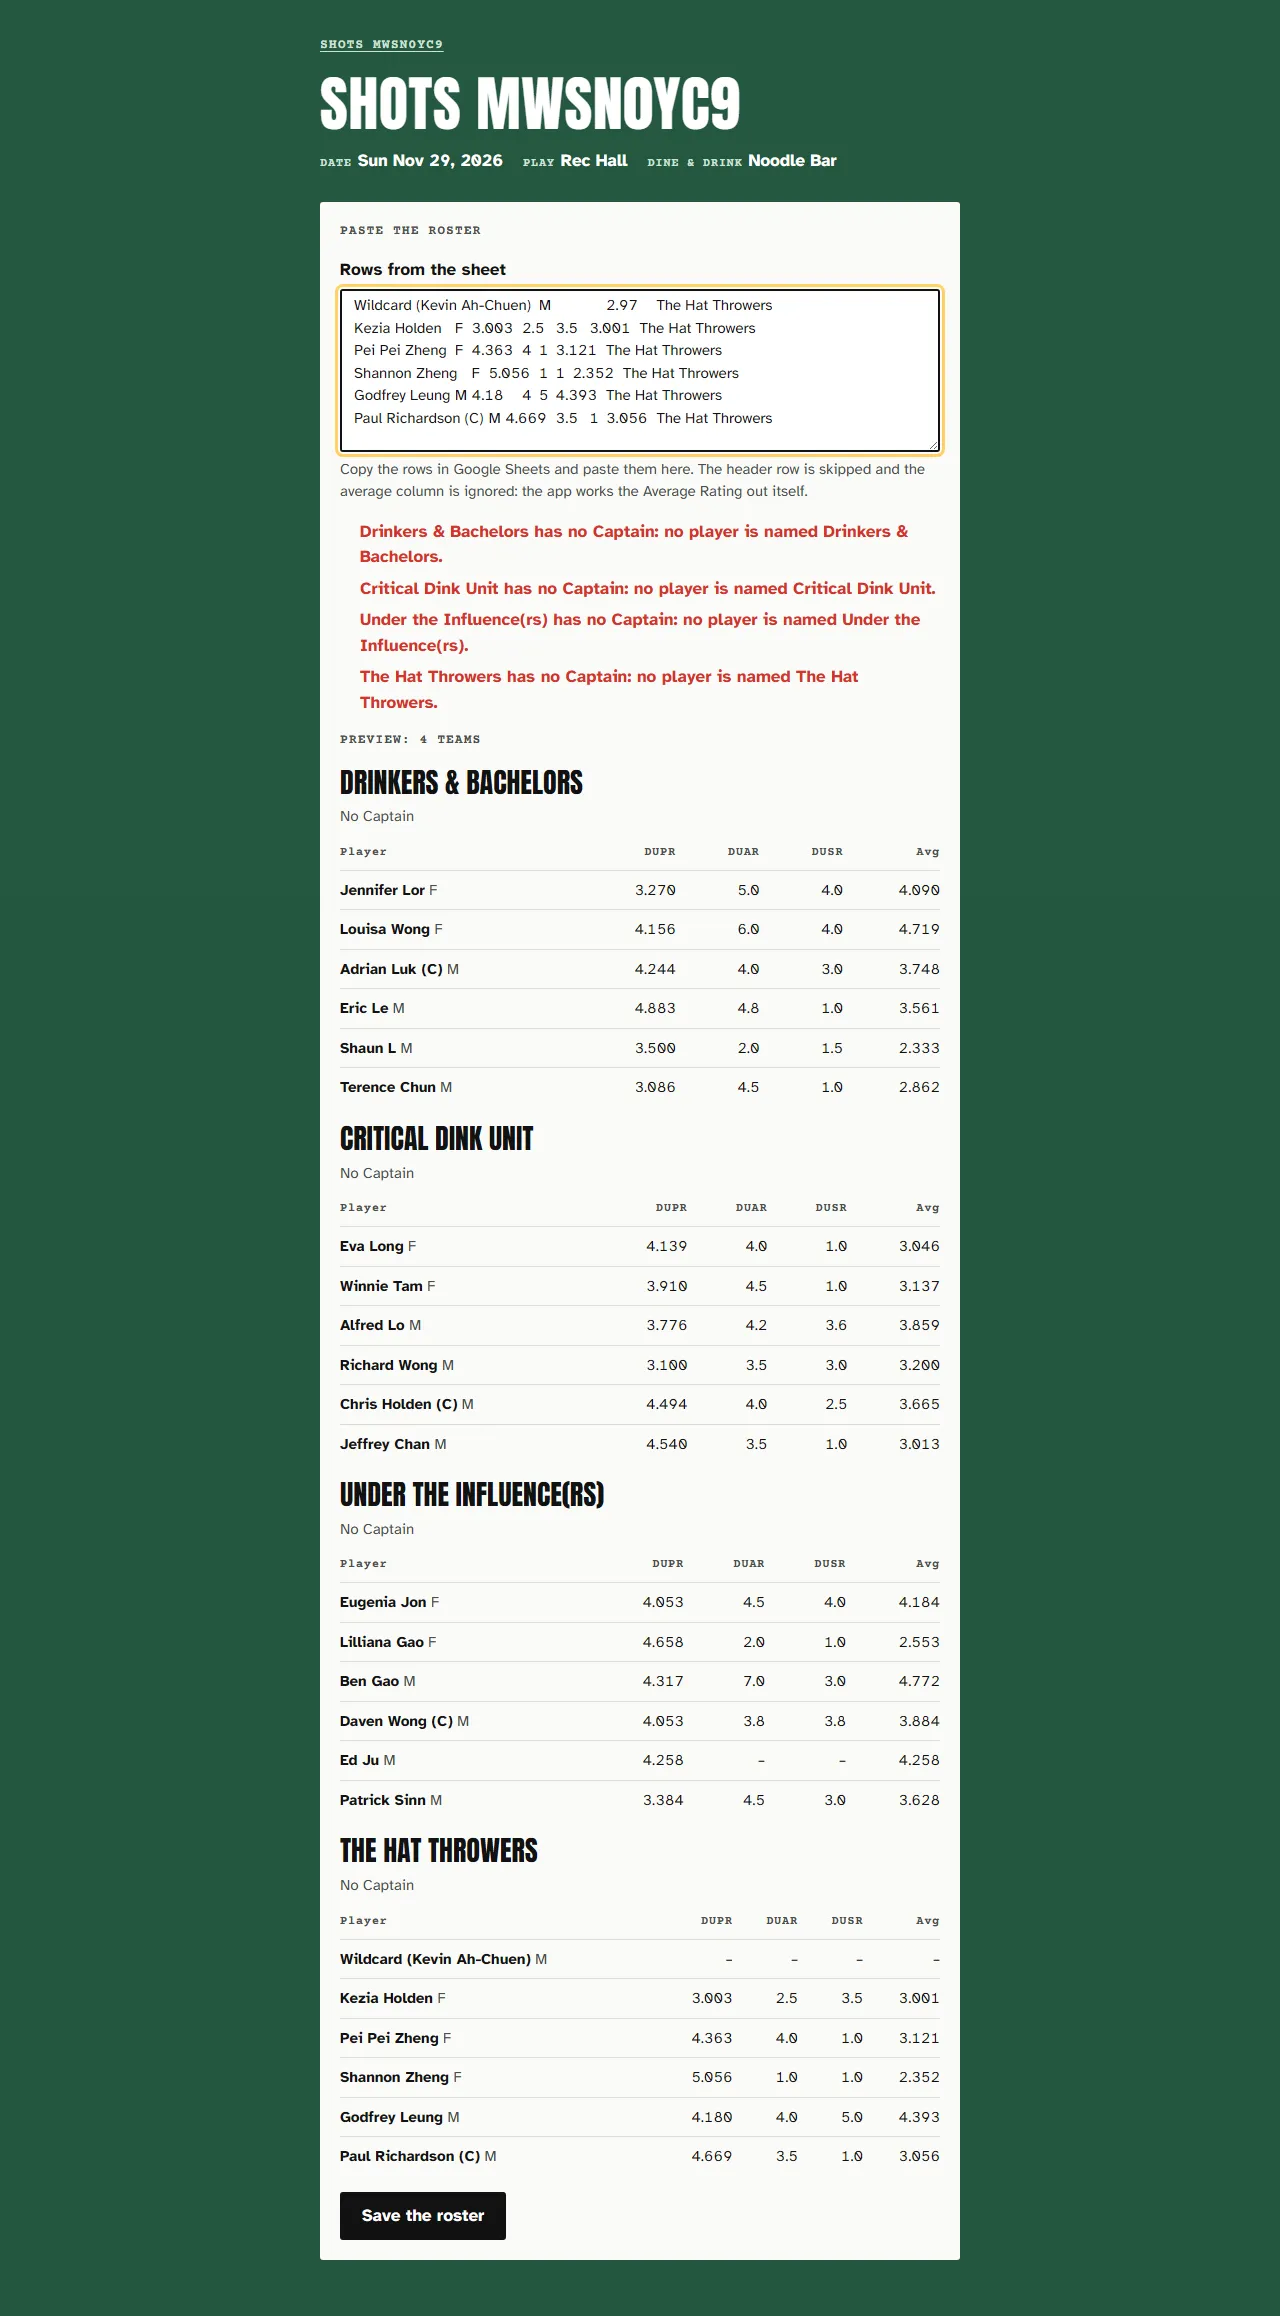 SHOTS MWSN0YC9
SHOTS MWSN0YC9
DATE Sun Nov 29, 2026 PLAY Rec Hall DINE & DRINK Noodle Bar
PASTE THE ROSTER
Rows from the sheet
Wildcard (Kevin Ah-Chuen) M 2.97 The Hat Throwers
Kezia Holden F 3.003 2.5 3.5 3.001 The Hat Throwers
Pei Pei Zheng F 4.363 4 1 3.121 The Hat Throwers
Shannon Zheng F 5.056 1 1 2.352 The Hat Throwers
Godfrey Leung M 4.18 4 5 4.393 The Hat Throwers
Paul Richardson (C) M 4.669 3.5 1 3.056 The Hat Throwers
Copy the rows in Google Sheets and paste them here. The header row is skipped and the
average column is ignored: the app works the Average Rating out itself.
Drinkers & Bachelors has no Captain: no player is named Drinkers &
Bachelors.
Critical Dink Unit has no Captain: no player is named Critical Dink Unit.
Under the Influence(rs) has no Captain: no player is named Under the
Influence(rs).
The Hat Throwers has no Captain: no player is named The Hat
Throwers.
PREVIEW: 4 TEAMS
DRINKERS & BACHELORS
No Captain
Player DUPR DUAR DUSR Avg
Jennifer Lor F 3.270 5.0 4.0 4.090
Louisa Wong F 4.156 6.0 4.0 4.719
Adrian Luk (C) M 4.244 4.0 3.0 3.748
Eric Le M 4.883 4.8 1.0 3.561
Shaun L M 3.500 2.0 1.5 2.333
Terence Chun M 3.086 4.5 1.0 2.862
CRITICAL DINK UNIT
No Captain
Player DUPR DUAR DUSR Avg
Eva Long F 4.139 4.0 1.0 3.046
Winnie Tam F 3.910 4.5 1.0 3.137
Alfred Lo M 3.776 4.2 3.6 3.859
Richard Wong M 3.100 3.5 3.0 3.200
Chris Holden (C) M 4.494 4.0 2.5 3.665
Jeffrey Chan M 4.540 3.5 1.0 3.013
UNDER THE INFLUENCE(RS)
No Captain
Player DUPR DUAR DUSR Avg
Eugenia Jon F 4.053 4.5 4.0 4.184
Lilliana Gao F 4.658 2.0 1.0 2.553
Ben Gao M 4.317 7.0 3.0 4.772
Daven Wong (C) M 4.053 3.8 3.8 3.884
Ed Ju M 4.258 – – 4.258
Patrick Sinn M 3.384 4.5 3.0 3.628
THE HAT THROWERS
No Captain
Player DUPR DUAR DUSR Avg
Wildcard (Kevin Ah-Chuen) M – – – –
Kezia Holden F 3.003 2.5 3.5 3.001
Pei Pei Zheng F 4.363 4.0 1.0 3.121
Shannon Zheng F 5.056 1.0 1.0 2.352
Godfrey Leung M 4.180 4.0 5.0 4.393
Paul Richardson (C) M 4.669 3.5 1.0 3.056
Save the roster